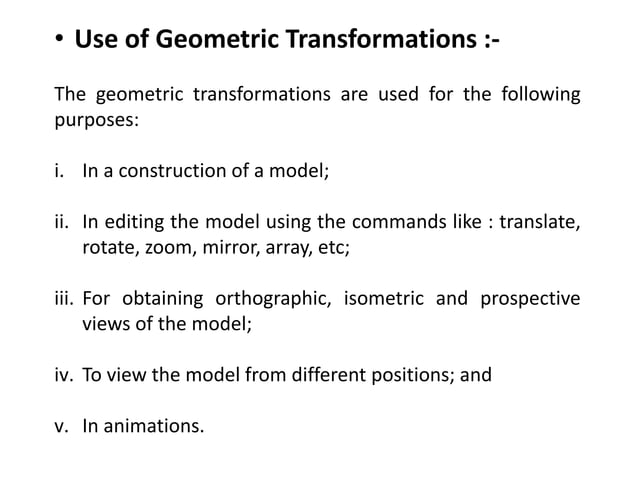 • Use of Geometric Transformations :-
The geometric transformations are used for the following
purposes:
i. In a construction of a model;
ii. In editing the model using the commands like : translate,
rotate, zoom, mirror, array, etc;
iii. For obtaining orthographic, isometric and prospective
views of the model;
iv. To view the model from different positions; and
v. In animations.